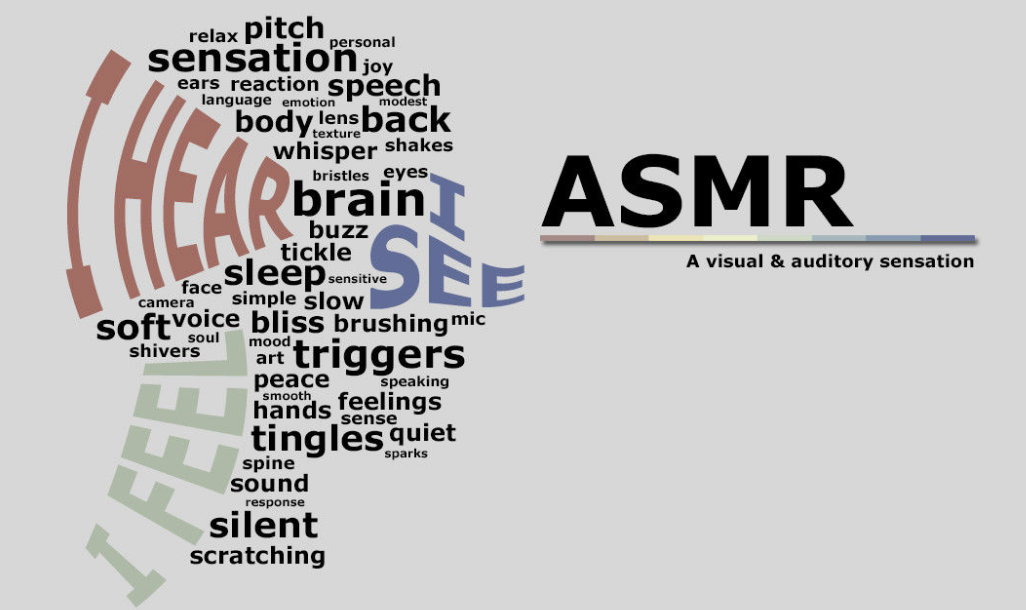 relax pitch personal
sensation joy
ears reaction speech
language emotion modest
body lens back
texture
whisper shakes
bristles eyes
brain
buzz
tickle
sleep sensitive
face
camera simple slow
soft voice bliss brushing mic
soul mood
shivers art triggers
peace speaking
smooth
hands feelings
sense
tingles quiet
sparks
spine
sound
response
silent
scratching
I HEAR
I SEE
I FEEL
ASMR
A visual & auditory sensation